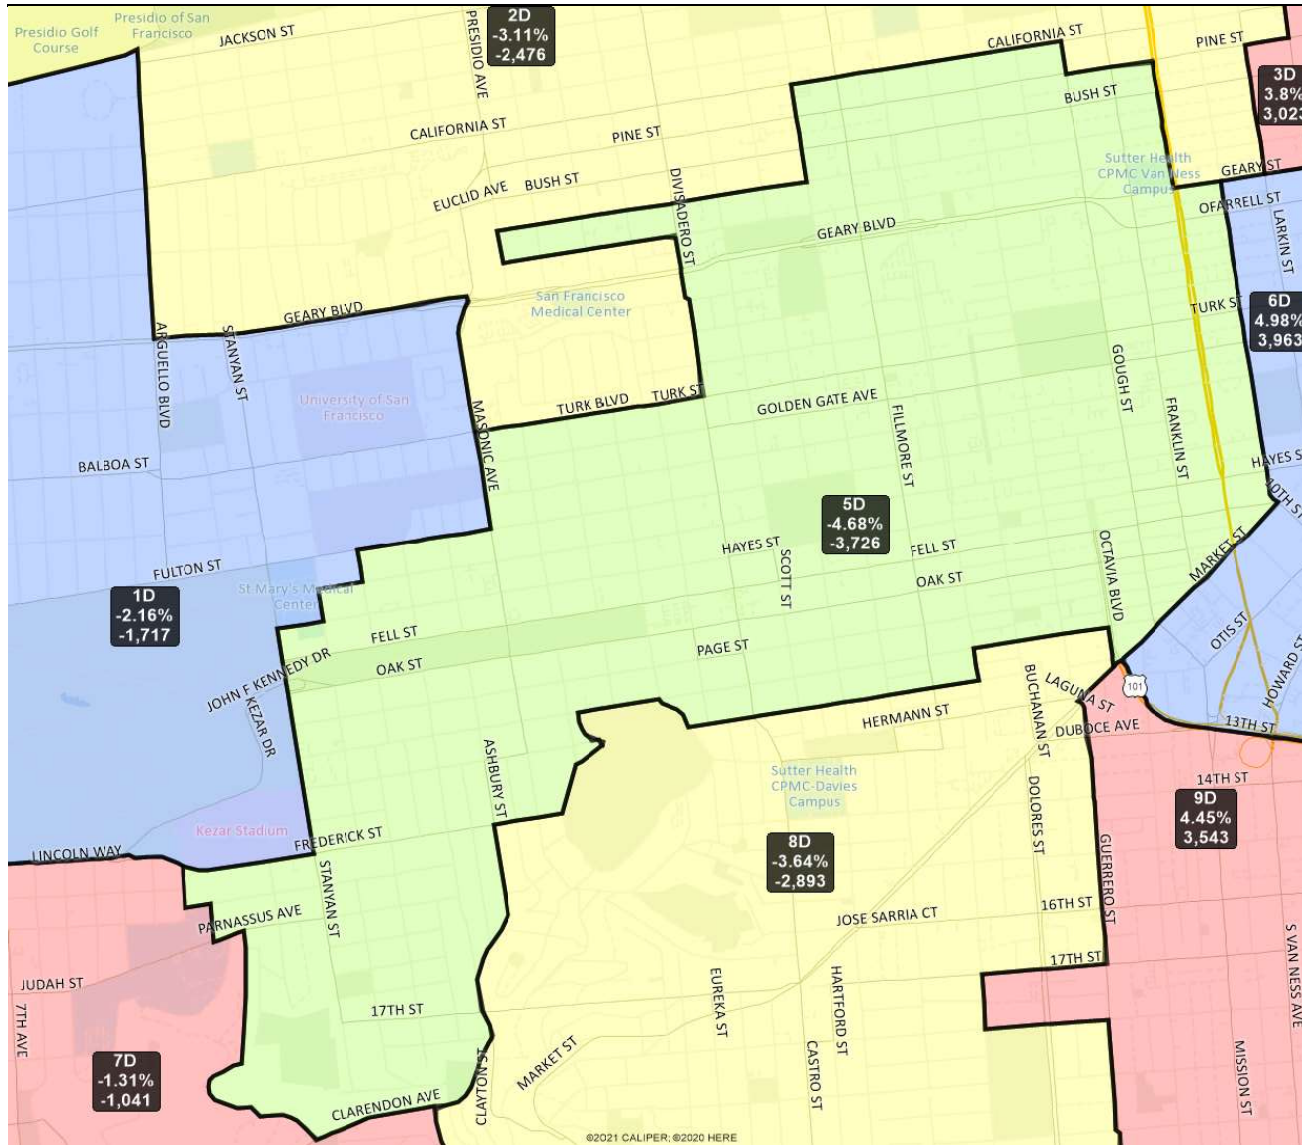 Presidio Golf
Course
Presidio of San
Francisco
JACKSON ST
PRESIDIO AVE
2D
-3.11%
-2,476
CALIFORNIA ST
PINE ST
3D
3.8%
3,023
BUSH ST
CALIFORNIA ST
PINE ST
EUCLID AVE
BUSH ST
DIVISADERO ST
Sutter Health
CPMC Van Ness
Campus
GEARY ST
OFARRELL ST
LARKIN ST
GEARY BLVD
San Francisco
Medical Center
GEARY BLVD
6D
4.98%
3,963
TURK ST
ARGUELLO BLVD
STANYAN ST
University of San
Francisco
MASONIC AVE
TURK BLVD
TURK ST
GOLDEN GATE AVE
FILLMORE ST
GOUGH ST
FRANKLIN ST
BALBOA ST
HAYES S
10TH ST
5D
-4.68%
-3,726
HAYES ST
SCOTT ST
FELL ST
OAK ST
OCTAVIA BLVD
MARKET ST
FULTON ST
St Mary's Medical
Center
1D
-2.16%
-1,717
FELL ST
OAK ST
PAGE ST
OTIS ST
HOWARD ST
JOHN F KENNEDY DR
KEZAR DR
BUCHANAN ST
LAGUNA ST
101
HERMANN ST
DUBOCE AVE
13TH ST
ASHBURY ST
Sutter Health
CPMC-Davies
Campus
DOLORES ST
14TH ST
9D
4.45%
3,543
Kezar Stadium
FREDERICK ST
LINCOLN WAY
8D
-3.64%
-2,893
GUERRERO ST
STANYAN ST
PARNASSUS AVE
JOSE SARRIA CT
16TH ST
17TH ST
S VAN NESS AVE
JUDAH ST
7TH AVE
17TH ST
EUREKA ST
HARTFORD ST
7D
-1.31%
-1,041
CLAYTON ST
MARKET ST
CASTRO ST
MISSION ST
CLARENDON AVE
©2021 CALIPER; ©2020 HERE